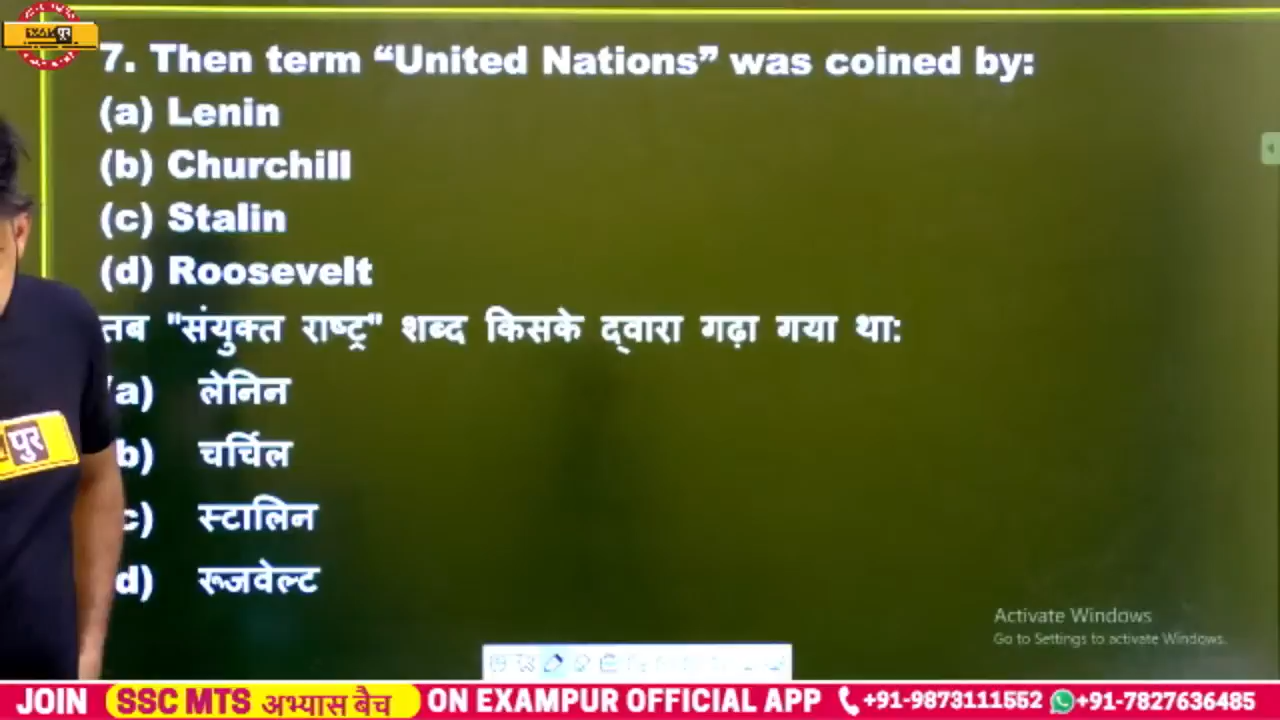 EXAM पुर
7. Then term “United Nations” was coined by:
(a) Lenin
(b) Churchill
(c) Stalin
(d) Roosevelt
तब "संयुक्त राष्ट्र" शब्द किसके द्वारा गढ़ा गया था:
a) लेनिन
b) चर्चिल
पुर
c) स्टालिन
d) रूजवेल्ट
Activate Windows
Go to Settings to activate Windows.
JOIN SSC MTS अभ्यास बैच ON EXAMPUR OFFICIAL APP +91-9873111552 +91-7827636485